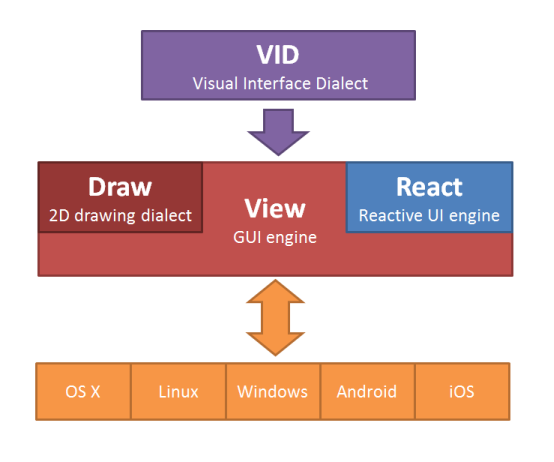 VID
Visual Interface Dialect
Draw
2D drawing dialect
View
GUI engine
React
Reactive UI engine
OS X
Linux
Windows
Android
iOS